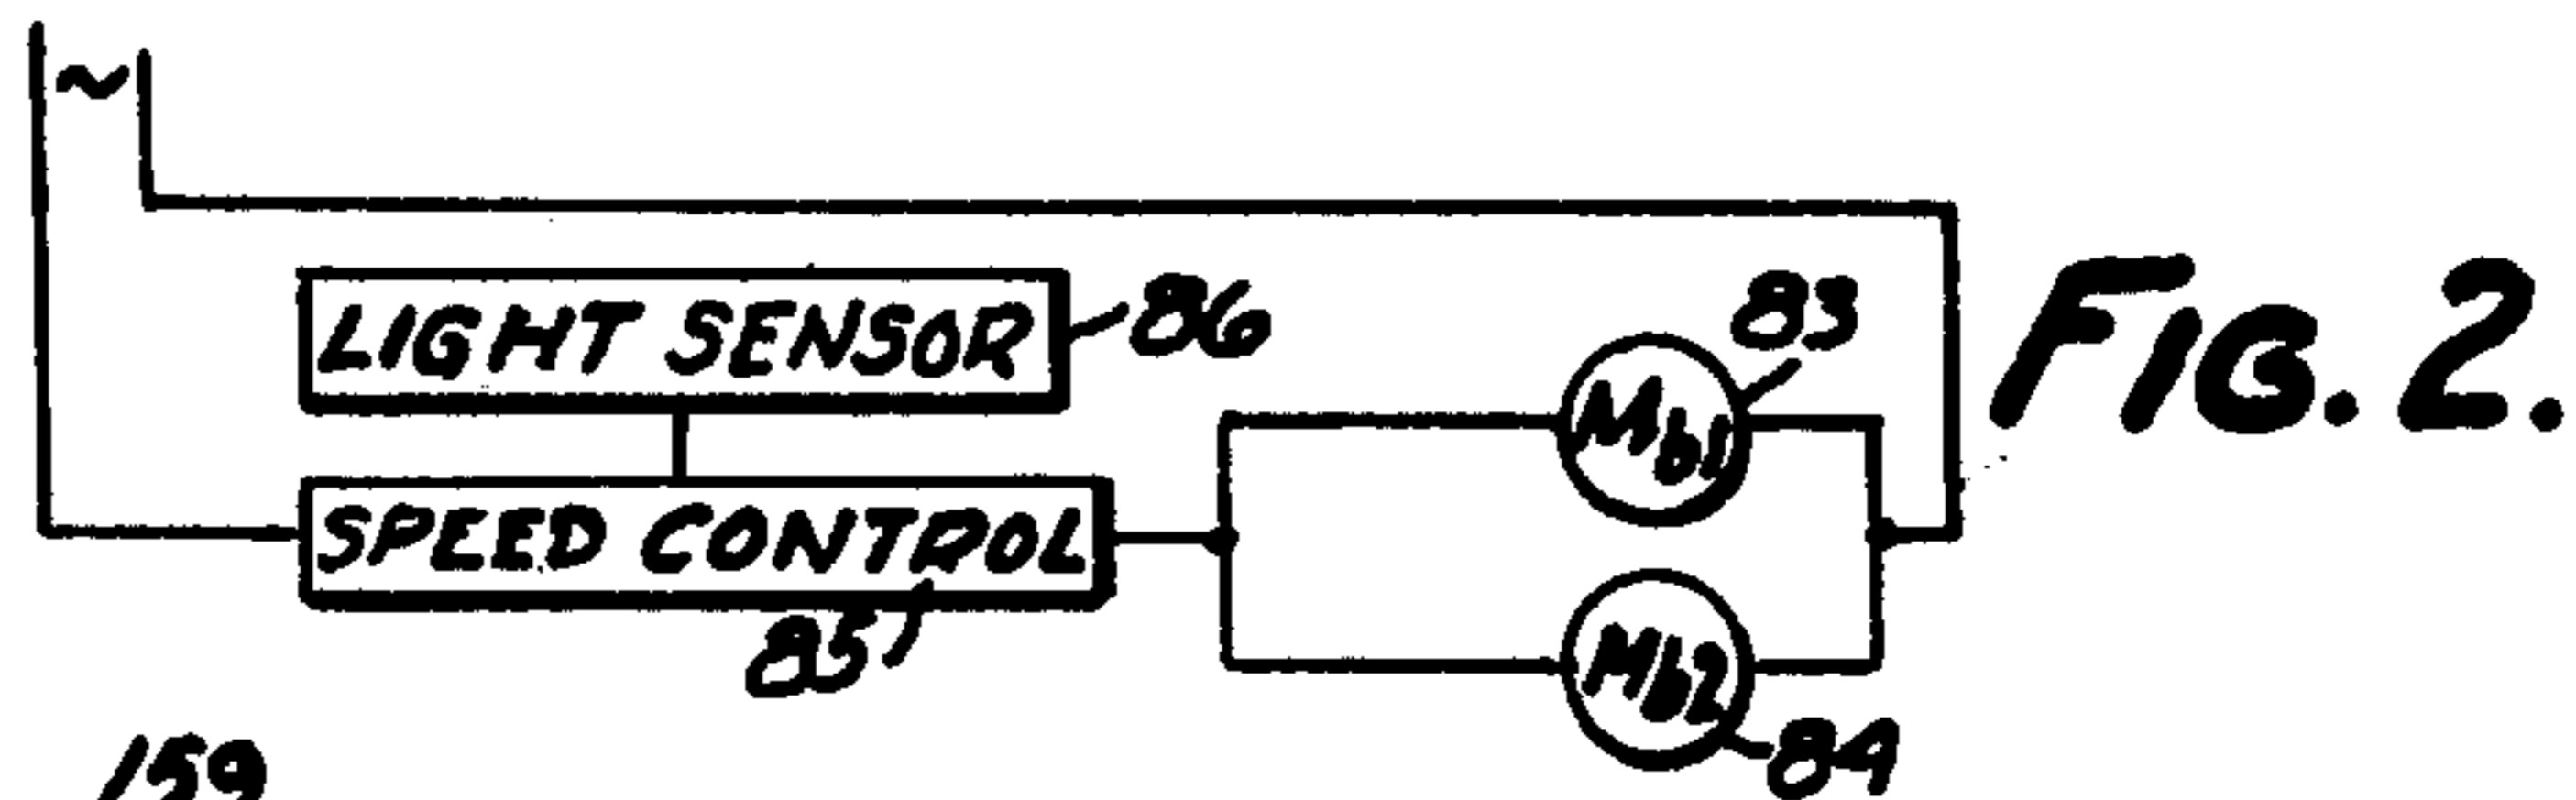 ~
LIGHT SENSOR
86
83
Mb1
FIG. 2.
SPEED CONTROL
85
Mb2
84
159